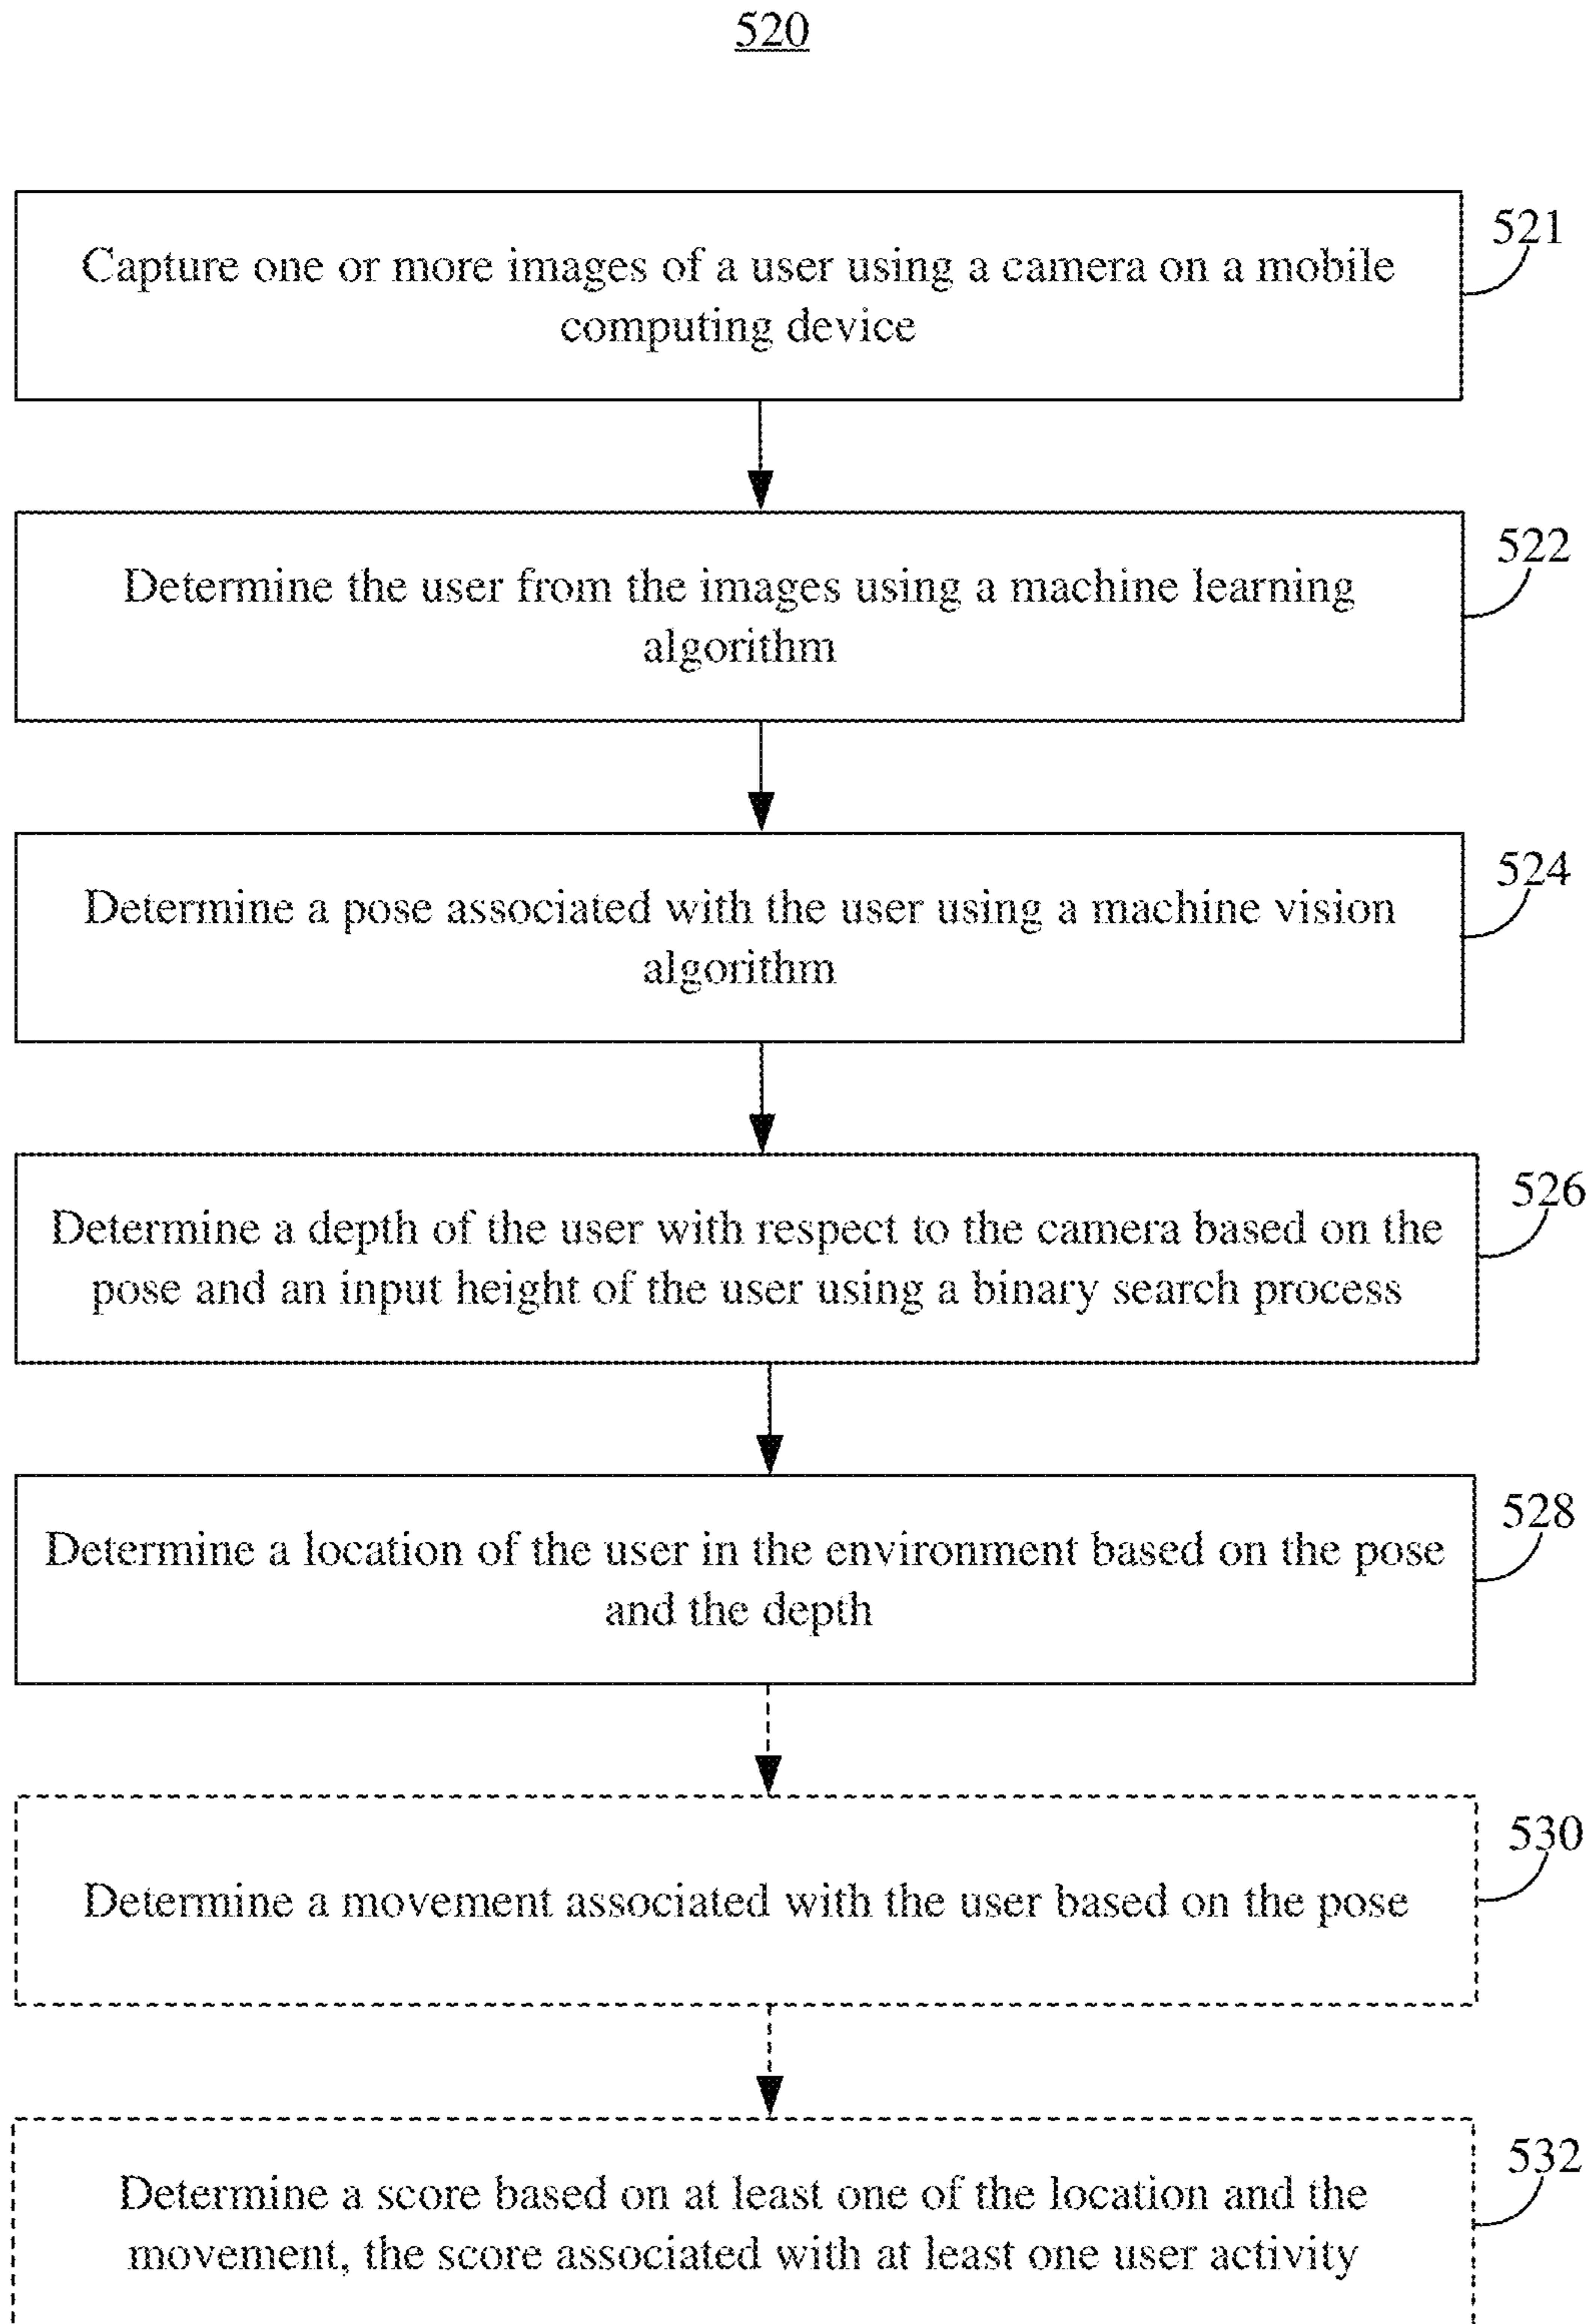 520
521
Capture one or more images of a user using a camera on a mobile
computing device
522
Determine the user from the images using a machine learning
algorithm
524
Determine a pose associated with the user using a machine vision
algorithm
526
Determine a depth of the user with respect to the camera based on the
pose and an input height of the user using a binary search process
528
Determine a location of the user in the environment based on the pose
and the depth
530
Determine a movement associated with the user based on the pose
532
Determine a score based on at least one of the location and the
movement, the score associated with at least one user activity